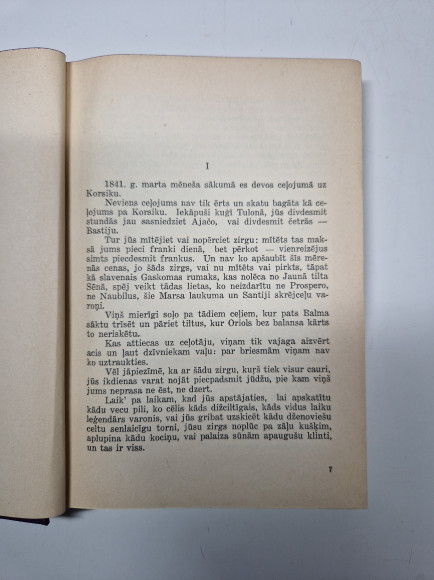 I
1841. g. marta mēneša sākumā es devos ceļojumā uz
Korsiku.
Neviens ceļojums nav tik ērts un skatu bagāts kā ce-
ļojums pa Korsiku. Iekāpuši kuģī Tulonā, jūs divdesmit
stundās jau sasniedziet Ajačo, vai divdesmit četrās —
Bastiju.
Tur jūs mītējiet vai nopērciet zirgu: mītēts tas mak-
sā jums pieci franki dienā, bet pērkot — vienreizējus
simts piecdesmit frankus. Un nav ko apšaubīt šīs mēre-
nās cenas, jo šāds zirgs, vai nu mītēts vai pirkts, tāpat
kā slavenais Gaskomas rumaks, kas nolēca no Jaunā tilta
Sēnā, spēj veikt tādas lietas, ko neizdarītu ne Prospero,
ne Naubilus, šie Marsa laukuma un Santiji skrējceļu va-
roņi.
Viņš mierīgi soļo pa tādiem ceļiem, kur pats Balma
sāktu trīsēt un pāriet tiltus, kur Oriols bez balansa kārts
to neriskētu.
Kas attiecas uz ceļotāju, viņam tik vajaga aizvērt
acis un ļaut dzīvniekam vaļu: par briesmām viņam nav
ko uztraukties.
Vēl jāpiezīmē, ka ar šādu zirgu, kuŗš tiek visur cauri,
jūs ikdienas varat nojāt piecpadsmit jūdžu, pie kam viņš
jums neprasa ne ēst, ne dzert.
Laik' pa laikam, kad jūs apstājaties, lai apskatītu
kādu vecu pili, ko cēlis kāds dižciltīgais, kāds vidus laiku
leģendārs varonis, vai jūs gribat uzskicēt kādu dženoviešu
celtu senlaicīgu torni, jūsu zirgs noplūc pa zāļu kušķim,
aplupina kādu kociņu, vai palaiza sūnām apaugušu klinti,
un tas ir viss.
7